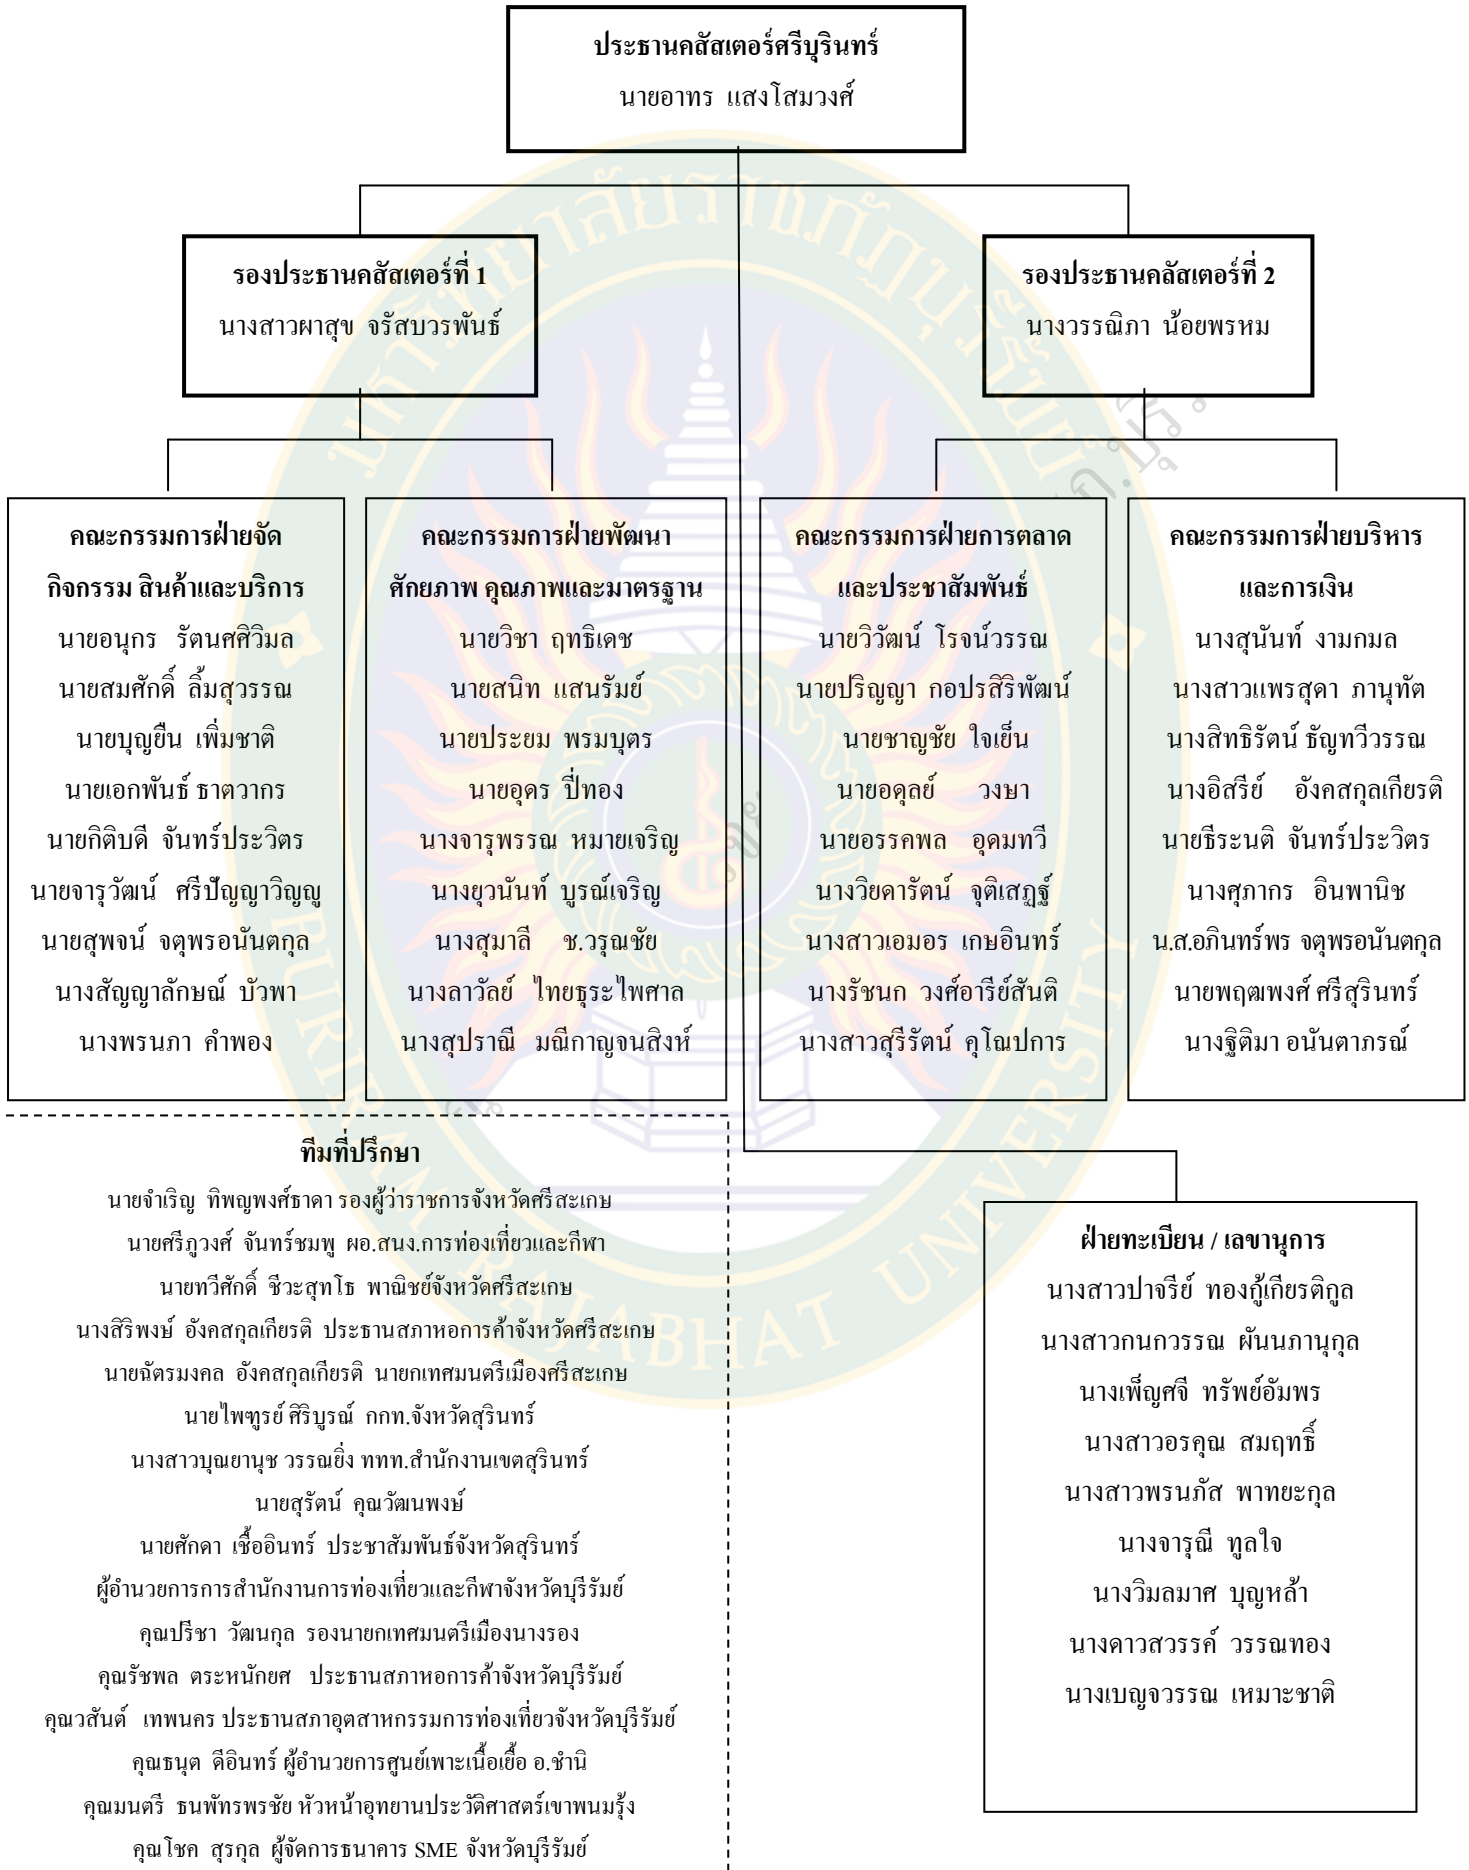 ประธานคสัสเตอร์ศรีบุรินทร์
นายอาทร แสงโสมวงศ์
รองประธานคสัสเตอร์ที่ 1
นางสาวผาสุข จรัสบวรพันธ์
รองประธานคลัสเตอร์ที่ 2
นางวรรณิภา น้อยพรหม
คณะกรรมการฝ่ายจัด
กิจกรรม สินค้าและบริการ
นายอนุกร รัตนศศิวิมล
นายสมศักดิ์ ลิ้มสุวรรณ
นายบุญยืน เพิ่มชาติ
นายเอกพันธ์ ธาตวากร
นายกิติบดี จันทร์ประวิตร
นายจารุวัฒน์ ศรีปัญญาวิญญู
นายสุพจน์ จตุพรอนันตกุล
นางสัญญาลักษณ์ บัวพา
นางพรนภา คำพอง
คณะกรรมการฝ่ายพัฒนา
ศักยภาพ คุณภาพและมาตรฐาน
นายวิชา ฤทธิเดช
นายสนิท แสนรัมย์
นายประยม พรมบุตร
นายอุดร ปี่ทอง
นางจารุพรรณ หมายเจริญ
นางยุวนันท์ บูรณ์เจริญ
นางสุมาลี ช.วรุณชัย
นางลาวัลย์ ไทยธุระไพศาล
นางสุปราณี มณีกาญจนสิงห์
คณะกรรมการฝ่ายการตลาด
และประชาสัมพันธ์
นายวิวัฒน์ โรจน์วรรณ
นายปริญญา กอปรสิริพัฒน์
นายชาญชัย ใจเย็น
นายอดุลย์ วงษา
นายอรรคพล อุดมทวี
นางวิยดารัตน์ จุติเสฏฐ์
นางสาวเอมอร เกษอินทร์
นางรัชนก วงศ์อารีย์สันติ
นางสาวสุรีรัตน์ คุโณปการ
คณะกรรมการฝ่ายบริหาร
และการเงิน
นางสุนันท์ งามกมล
นางสาวแพรสุดา ภานุทัต
นางสิทธิรัตน์ ธัญทวีวรรณ
นางอิสรีย์ อังคสกุลเกียรติ
นายธีระนติ จันทร์ประวิตร
นางศุภากร อินพานิช
น.ส.อภินทร์พร จตุพรอนันตกุล
นายพฤฒพงศ์ ศรีสุรินทร์
นางฐิติมา อนันตาภรณ์
ทีมที่ปรึกษา
นายจำเริญ ทิพญพงศ์ธาดา รองผู้ว่าราชการจังหวัดศรีสะเกษ
นายศรีภูวงศ์ จันทร์ชมพู ผอ.สนง.การท่องเที่ยวและกีฬา
นายทวีศักดิ์ ชีวะสุทโธ พาณิชย์จังหวัดศรีสะเกษ
นางสิริพงษ์ อังคสกุลเกียรติ ประธานสภาหอการค้าจังหวัดศรีสะเกษ
นายฉัตรมงคล อังคสกุลเกียรติ นายกเทศมนตรีเมืองศรีสะเกษ
นายไพฑูรย์ ศิริบูรณ์ กกท.จังหวัดสุรินทร์
นางสาวบุณยานุช วรรณยิ่ง ททท.สำนักงานเขตสุรินทร์
นายสุรัตน์ คุณวัฒนพงษ์
นายศักดา เชื้ออินทร์ ประชาสัมพันธ์จังหวัดสุรินทร์
ผู้อำนวยการการสำนักงานการท่องเที่ยวและกีฬาจังหวัดบุรีรัมย์
คุณปรีชา วัฒนกุล รองนายกเทศมนตรีเมืองนางรอง
คุณรัชพล ตระหนักยศ ประธานสภาหอการค้าจังหวัดบุรีรัมย์
คุณวสันต์ เทพนคร ประธานสภาอุตสาหกรรมการท่องเที่ยวจังหวัดบุรีรัมย์
คุณธนุต ดีอินทร์ ผู้อำนวยการศูนย์เพาะเนื้อเยื้อ อ.ชำนิ
คุณมนตรี ธนพัทรพรชัย หัวหน้าอุทยานประวัติศาสตร์เขาพนมรุ้ง
คุณโชค สุรกุล ผู้จัดการธนาคาร SME จังหวัดบุรีรัมย์
ฝ่ายทะเบียน / เลขานุการ
นางสาวปาจรีย์ ทองกู้เกียรติกูล
นางสาวกนกวรรณ ผันนภานุกุล
นางเพ็ญศจี ทรัพย์อัมพร
นางสาวอรคุณ สมฤทธิ์
นางสาวพรนภัส พาทยะกุล
นางจารุณี ทูลใจ
นางวิมลมาศ บุญหล้า
นางดาวสวรรค์ วรรณทอง
นางเบญจวรรณ เหมาะชาติ
มหาวิทยาลัยราชภัฏบุรีรัมย์
BURIRAM RAJABHAT UNIVERSITY